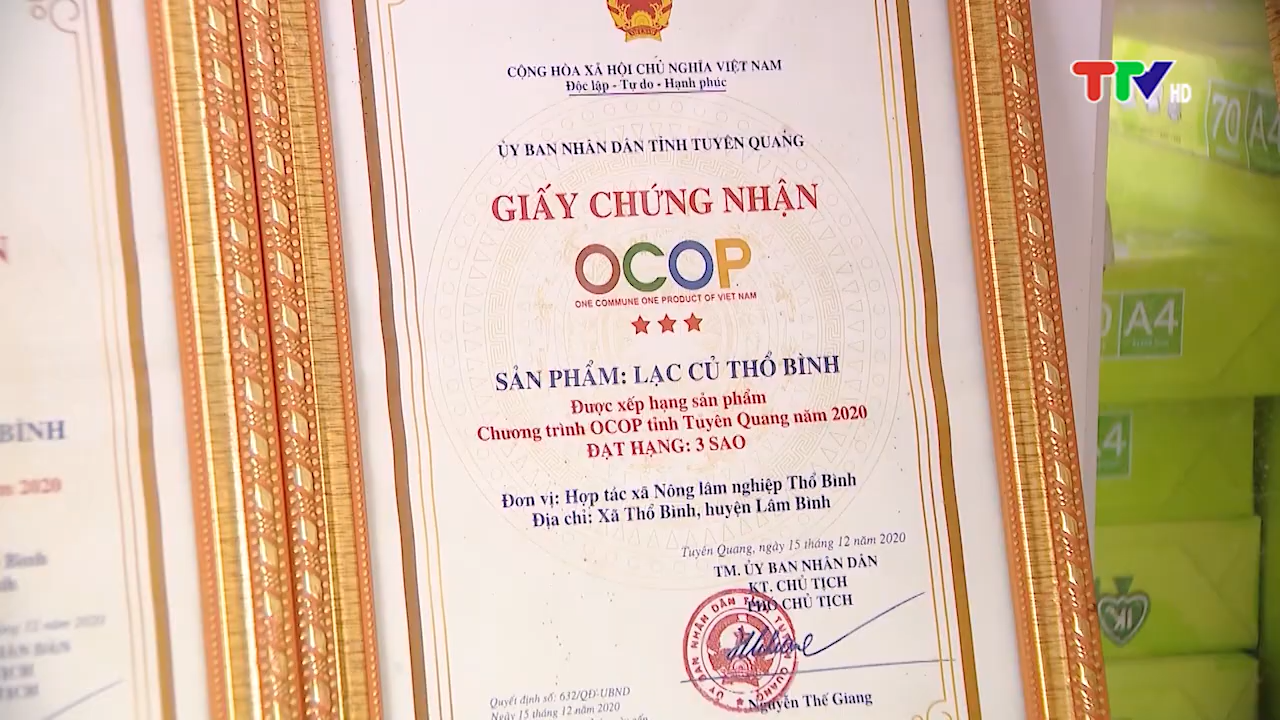 CỘNG HÒA XÃ HỘI CHỦ NGHĨA VIỆT NAM
Độc lập - Tự do - Hạnh phúc
ỦY BAN NHÂN DÂN TỈNH TUYÊN QUANG
GIẤY CHỨNG NHẬN
OCOP
ONE COMMUNE ONE PRODUCT OF VIET NAM
SẢN PHẨM: LẠC CỦ THỔ BÌNH
Được xếp hạng sản phẩm
Chương trình OCOP tỉnh Tuyên Quang năm 2020
ĐẠT HẠNG: 3 SAO
Đơn vị: Hợp tác xã Nông lâm nghiệp Thổ Bình
Địa chỉ: Xã Thổ Bình, huyện Lâm Bình
Tuyên Quang, ngày 15 tháng 12 năm 2020
TM. ỦY BAN NHÂN DÂN
KT. CHỦ TỊCH
PHÓ CHỦ TỊCH
Nguyễn Thế Giang
Quyết định số: 632/QĐ-UBND
Ngày 15 tháng 12 năm 2020
TTV HD
70 A4
A4
BÌNH
2020